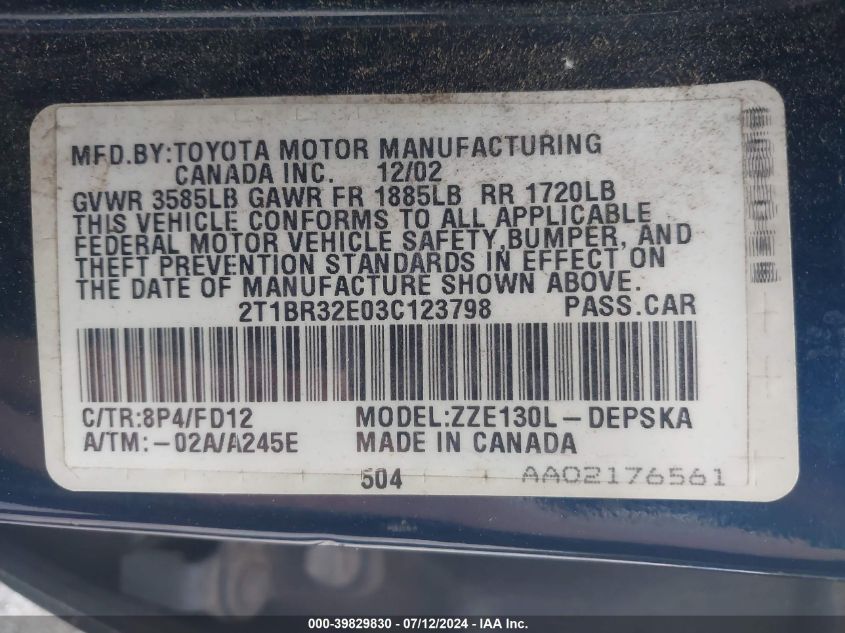 MFD.BY:TOYOTA MOTOR MANUFACTURING
CANADA INC. 12/02
GVWR 3585LB GAWR FR 1885LB RR 1720LB
THIS VEHICLE CONFORMS TO ALL APPLICABLE
FEDERAL MOTOR VEHICLE SAFETY,BUMPER, AND
THEFT PREVENTION STANDARDS IN EFFECT ON
THE DATE OF MANUFACTURE SHOWN ABOVE.
2T1BR32E03C123798 PASS.CAR
C/TR:8P4/FD12 MODEL:ZZE130L-DEPSKA
A/TM:-02A/A245E MADE IN CANADA
504 AA02176561
000-39829830 / 07/12/2024 / IAA Inc.